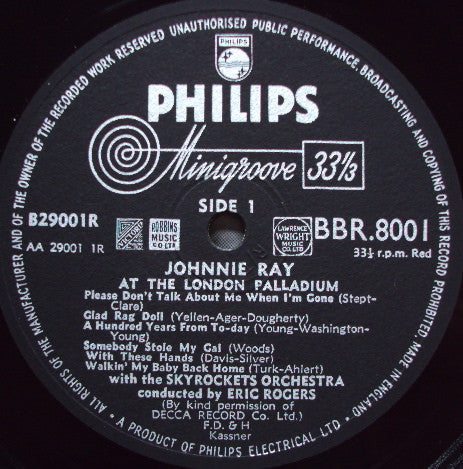 ALL RIGHTS OF THE MANUFACTURER AND OF THE OWNER OF THE RECORDED WORK RESERVED UNAUTHORISED PUBLIC PERFORMANCE, BROADCASTING AND COPYING OF THIS RECORD PROHIBITED. MADE IN ENGLAND
PHILIPS
PHILIPS
Minigroove 33⅓
SIDE 1
B29001R
AA 29001 1R
VICTORIA
ROBBINS
MUSIC
CO. LTD.
LAWRENCE
WRIGHT
MUSIC
CO. LTD
BBR.8001
33⅓ r.p.m. Red
JOHNNIE RAY
AT THE LONDON PALLADIUM
Please Don't Talk About Me When I'm Gone (Stept-
Clare)
Glad Rag Doll (Yellen-Ager-Dougherty)
A Hundred Years From To-day (Young-Washington-
Young)
Somebody Stole My Gal (Woods)
With These Hands (Davis-Silver)
Walkin' My Baby Back Home (Turk-Ahlert)
with the SKYROCKETS ORCHESTRA
conducted by ERIC ROGERS
(By kind permission of
DECCA RECORD Co. Ltd.)
F.D. & H
Kassner
A PRODUCT OF PHILIPS ELECTRICAL LTD